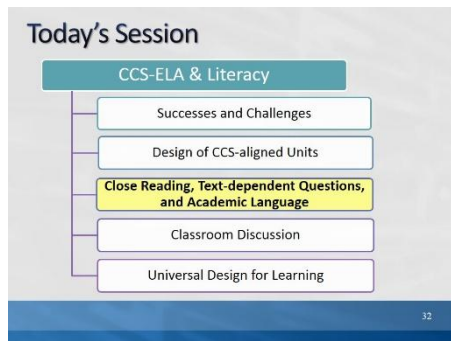 Today's Session
CCS-ELA & Literacy
Successes and Challenges
Design of CCS-aligned Units
Close Reading, Text-dependent Questions,
and Academic Language
Classroom Discussion
Universal Design for Learning
32